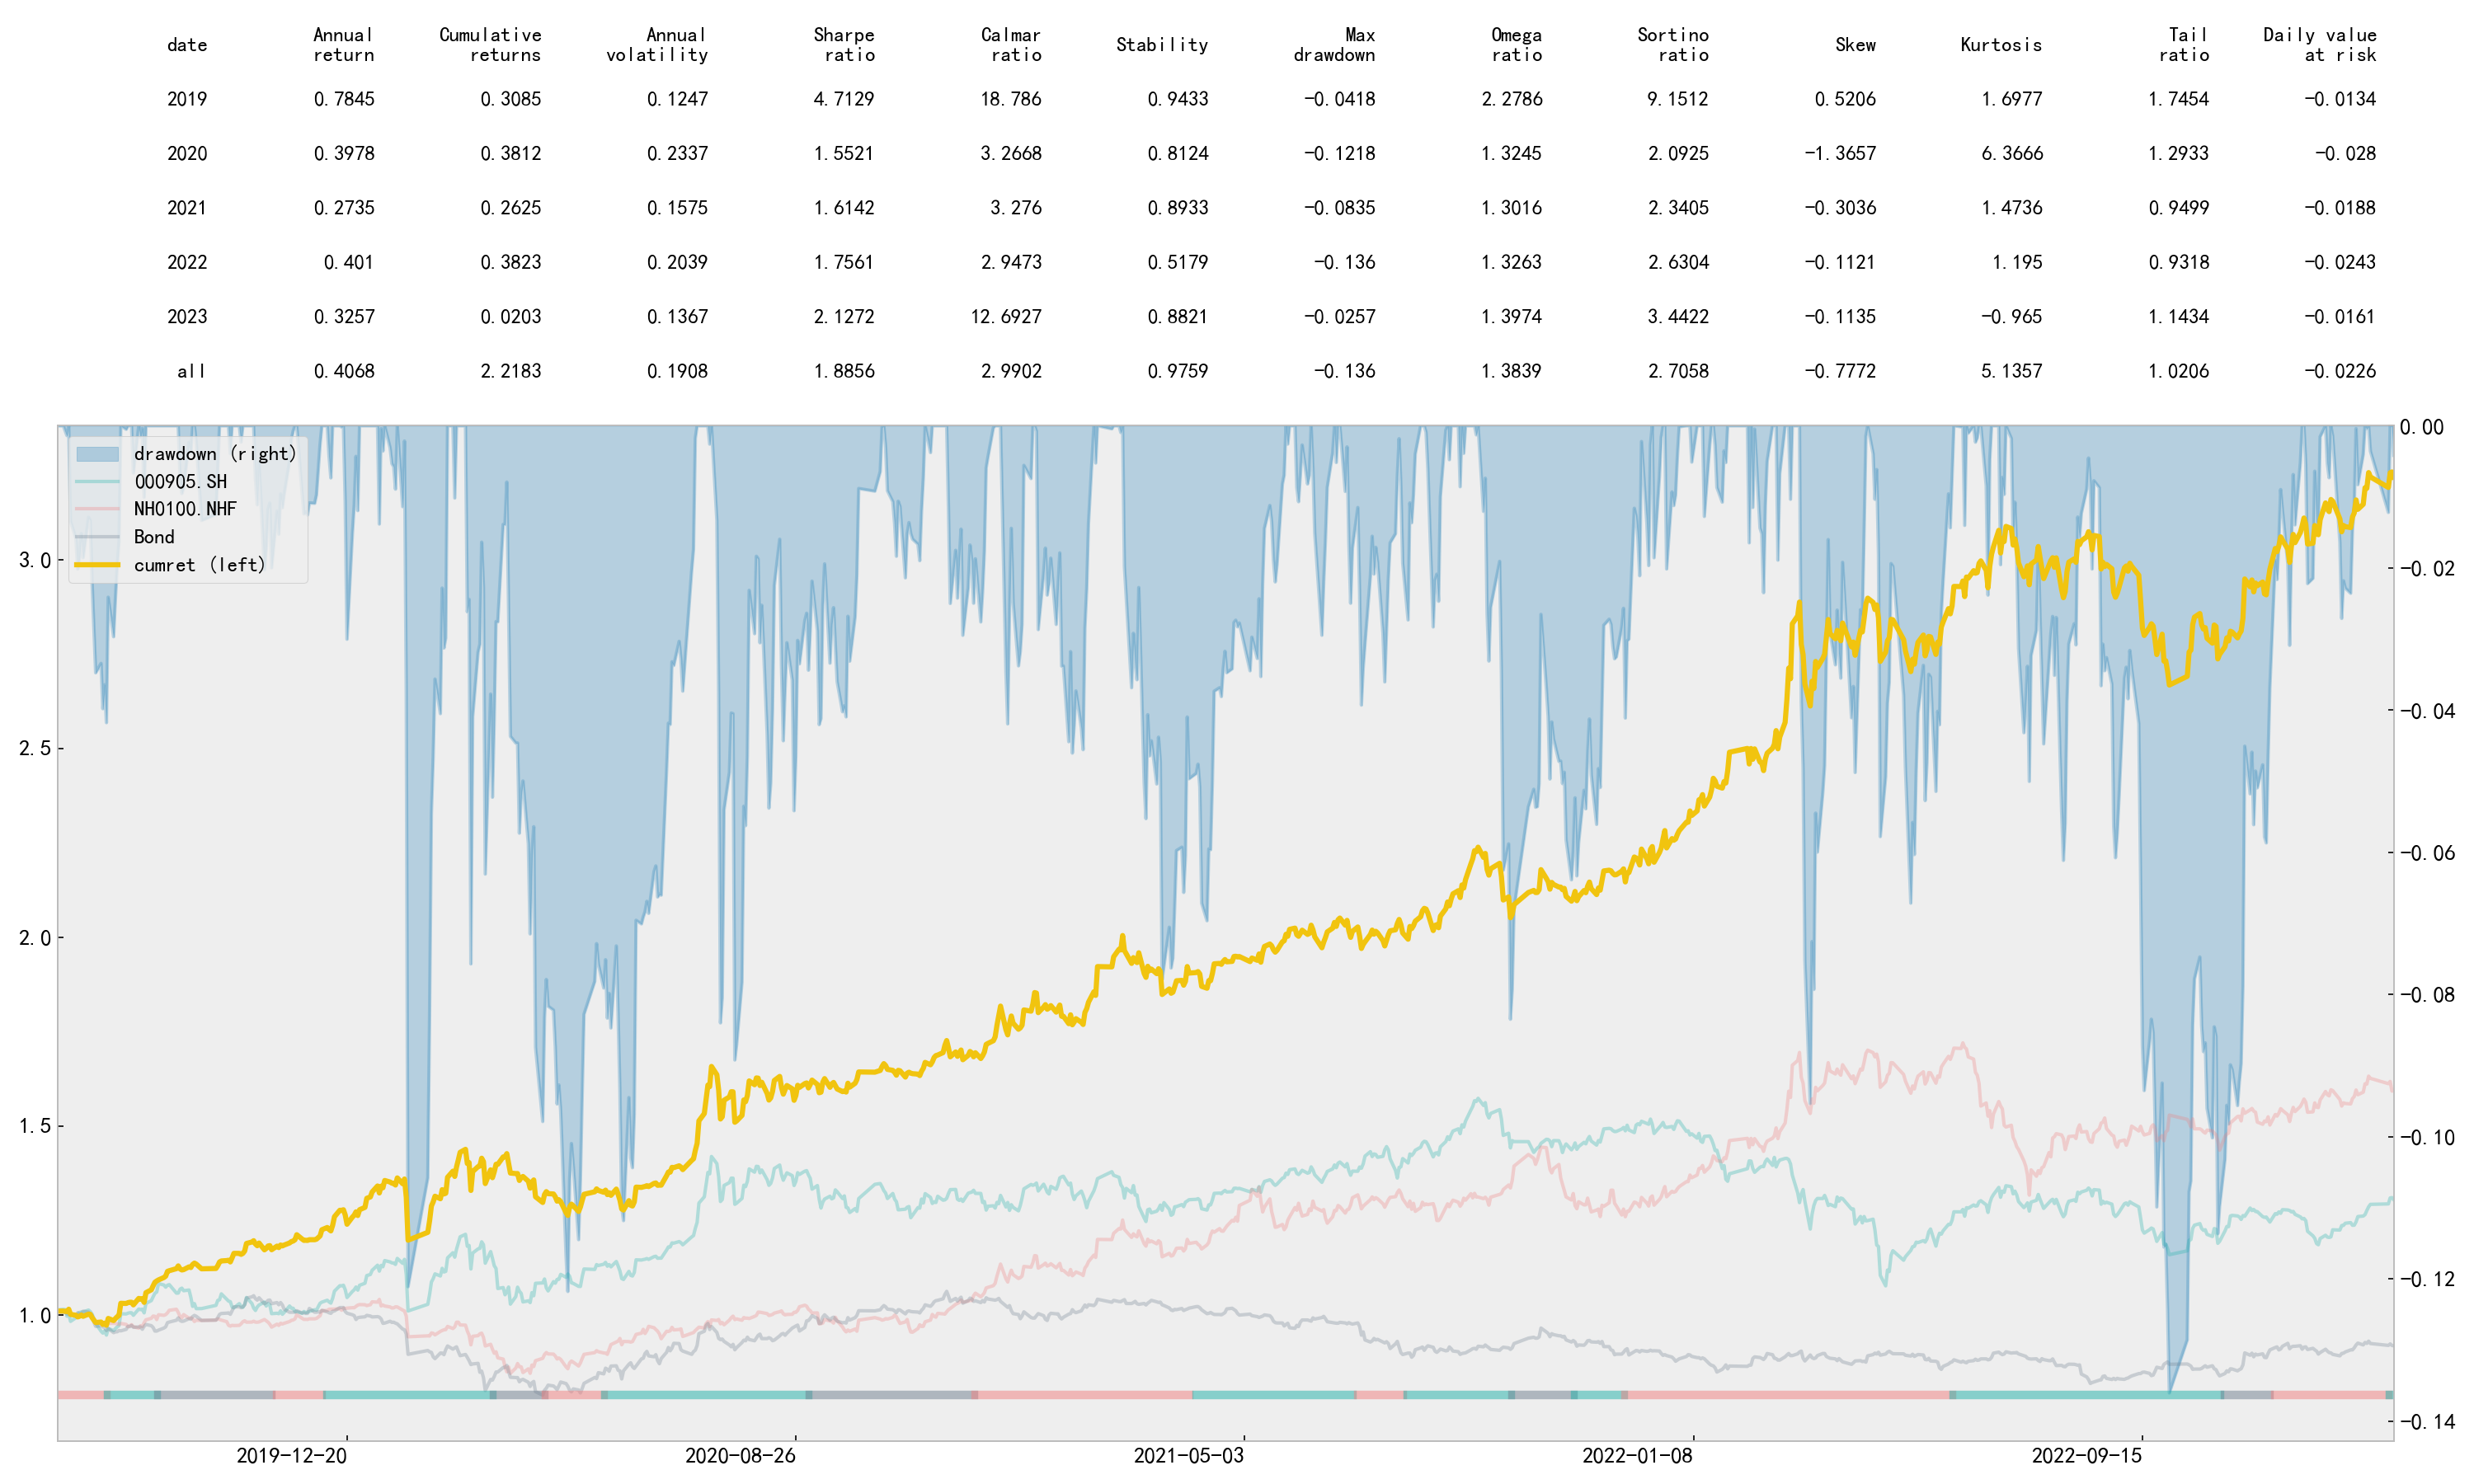 date Annual return Cumulative returns Annual volatility Sharpe ratio Calmar ratio Stability Max drawdown Omega ratio Sortino ratio Skew Kurtosis Tail ratio Daily value at risk
2019 0.7845 0.3085 0.1247 4.7129 18.786 0.9433 −0.0418 2.2786 9.1512 0.5206 1.6977 1.7454 −0.0134
2020 0.3978 0.3812 0.2337 1.5521 3.2668 0.8124 −0.1218 1.3245 2.0925 −1.3657 6.3666 1.2933 −0.028
2021 0.2735 0.2625 0.1575 1.6142 3.276 0.8933 −0.0835 1.3016 2.3405 −0.3036 1.4736 0.9499 −0.0188
2022 0.401 0.3823 0.2039 1.7561 2.9473 0.5179 −0.136 1.3263 2.6304 −0.1121 1.195 0.9318 −0.0243
2023 0.3257 0.0203 0.1367 2.1272 12.6927 0.8821 −0.0257 1.3974 3.4422 −0.1135 −0.965 1.1434 −0.0161
all 0.4068 2.2183 0.1908 1.8856 2.9902 0.9759 −0.136 1.3839 2.7058 −0.7772 5.1357 1.0206 −0.0226
drawdown (right)
000905.SH
NH0100.NHF
Bond
cumret (left)
3.0
2.5
2.0
1.5
1.0
0.00
−0.02
−0.04
−0.06
−0.08
−0.10
−0.12
−0.14
2019−12−20
2020−08−26
2021−05−03
2022−01−08
2022−09−15